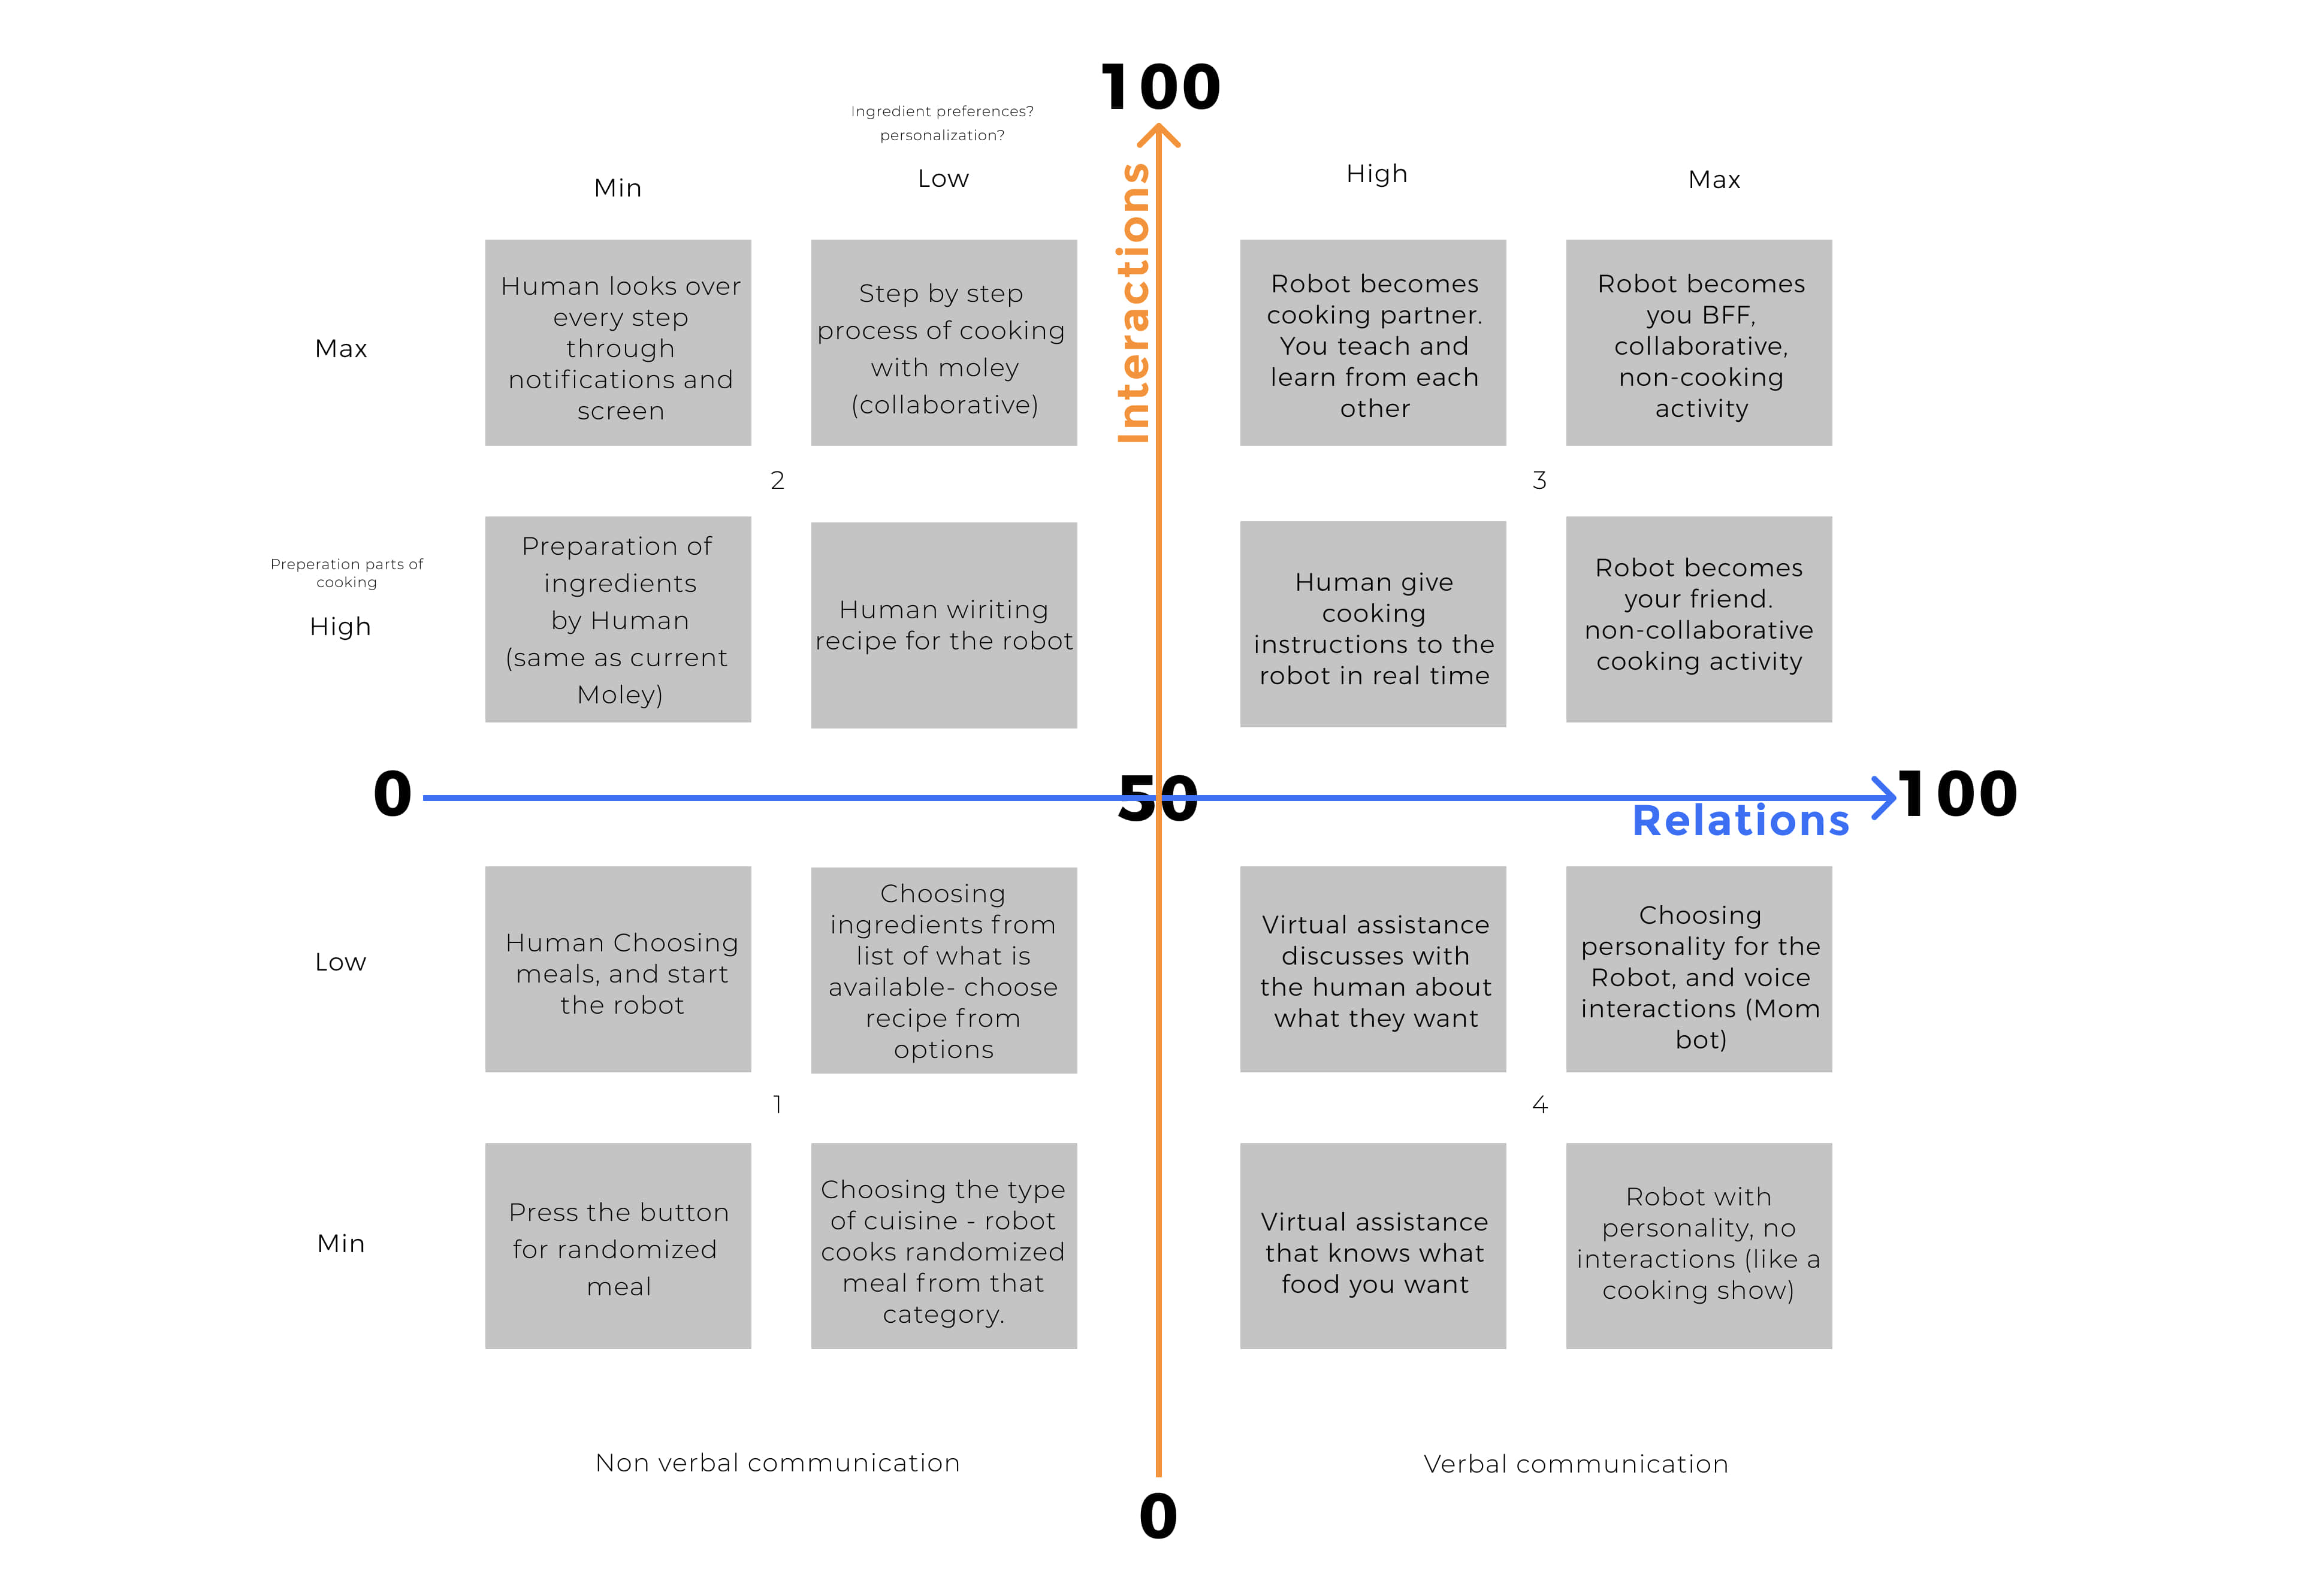 100
Ingredient preferences?
personalization?
Min
Low
High
Max
Interactions
Max
Human looks over
every step
through
notifications and
screen
Step by step
process of cooking
with moley
(collaborative)
Robot becomes
cooking partner.
You teach and
learn from each
other
Robot becomes
you BFF,
collaborative,
non-cooking
activity
2
3
Preperation parts of
cooking
High
Preparation of
ingredients
by Human
(same as current
Moley)
Human wiriting
recipe for the robot
Human give
cooking
instructions to the
robot in real time
Robot becomes
your friend.
non-collaborative
cooking activity
0
50
100
Relations
Low
Human Choosing
meals, and start
the robot
Choosing
ingredients from
list of what is
available- choose
recipe from
options
Virtual assistance
discusses with
the human about
what they want
Choosing
personality for the
Robot, and voice
interactions (Mom
bot)
1
4
Min
Press the button
for randomized
meal
Choosing the type
of cuisine - robot
cooks randomized
meal from that
category.
Virtual assistance
that knows what
food you want
Robot with
personality, no
interactions (like a
cooking show)
Non verbal communication
Verbal communication
0